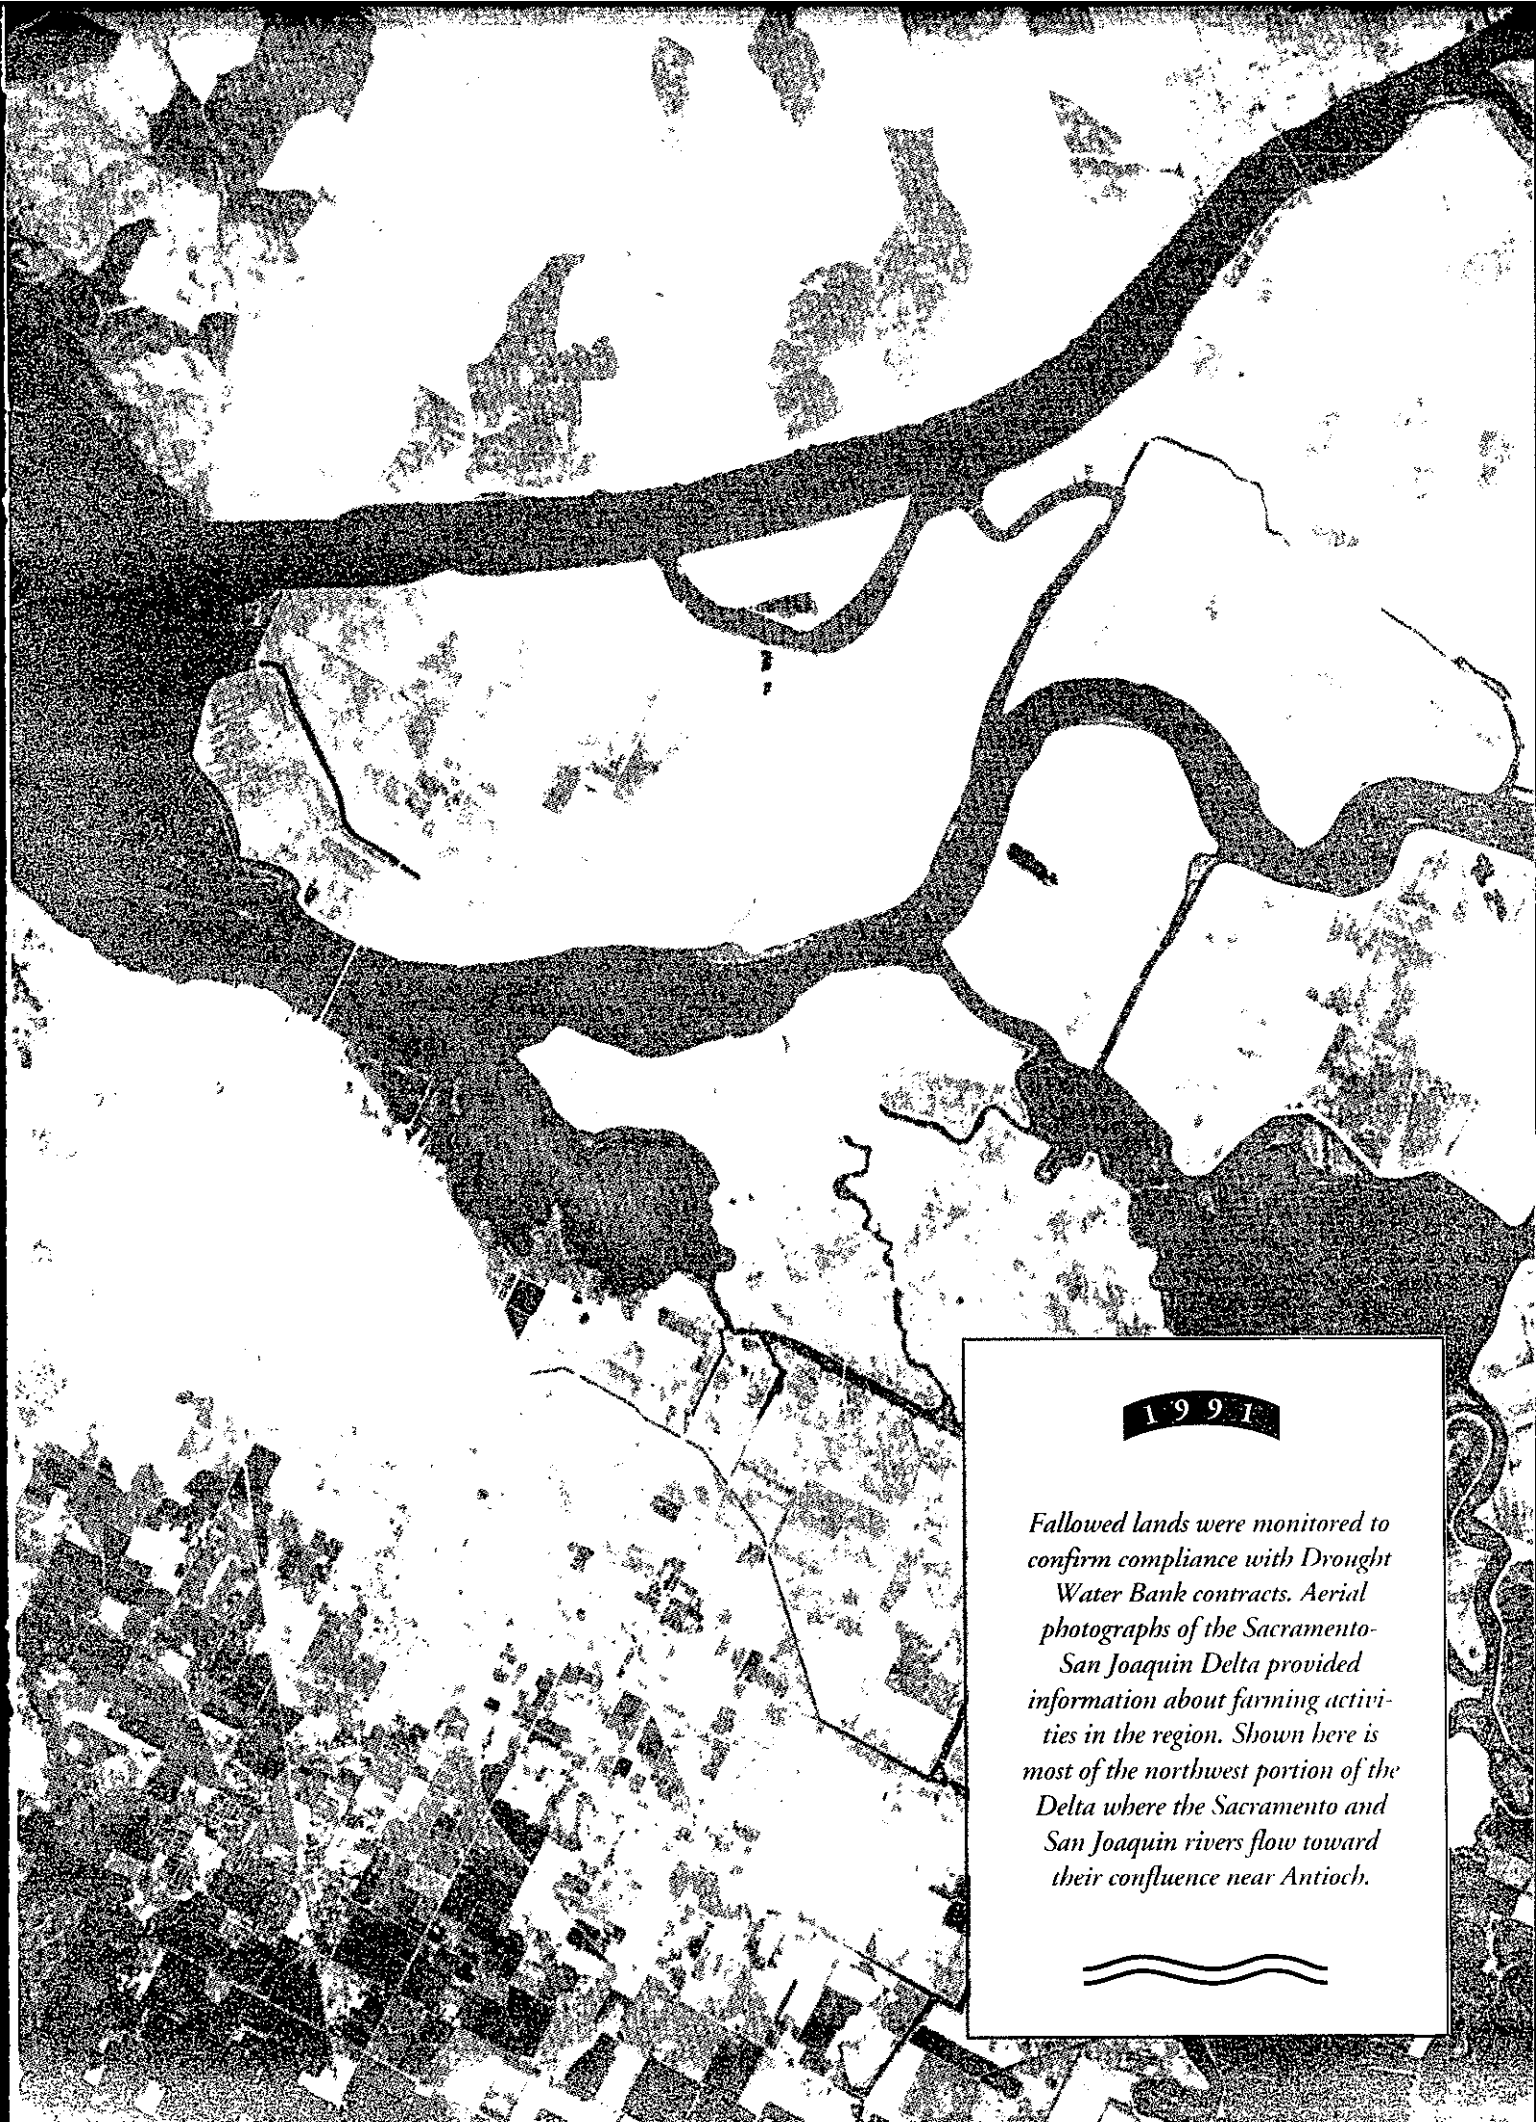 1991
Fallowed lands were monitored to
confirm compliance with Drought
Water Bank contracts. Aerial
photographs of the Sacramento-
San Joaquin Delta provided
information about farming activi-
ties in the region. Shown here is
most of the northwest portion of the
Delta where the Sacramento and
San Joaquin rivers flow toward
their confluence near Antioch.